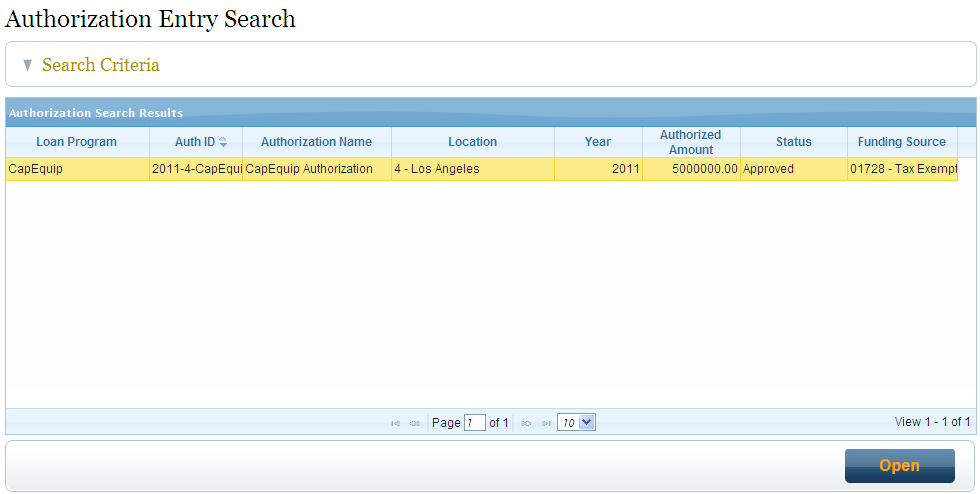 Authorization Entry Search
Search Criteria
Authorization Search Results
Loan Program Auth ID Authorization Name Location Year Authorized Amount Status Funding Source
CapEquip 2011-4-CapEqui CapEquip Authorization 4 - Los Angeles 2011 5000000.00 Approved 01728 - Tax Exempt
Page 1 of 1 10 View 1 - 1 of 1
Open